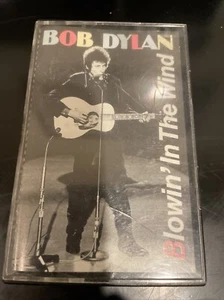 BOB DYLAN
Blowin' In The Wind